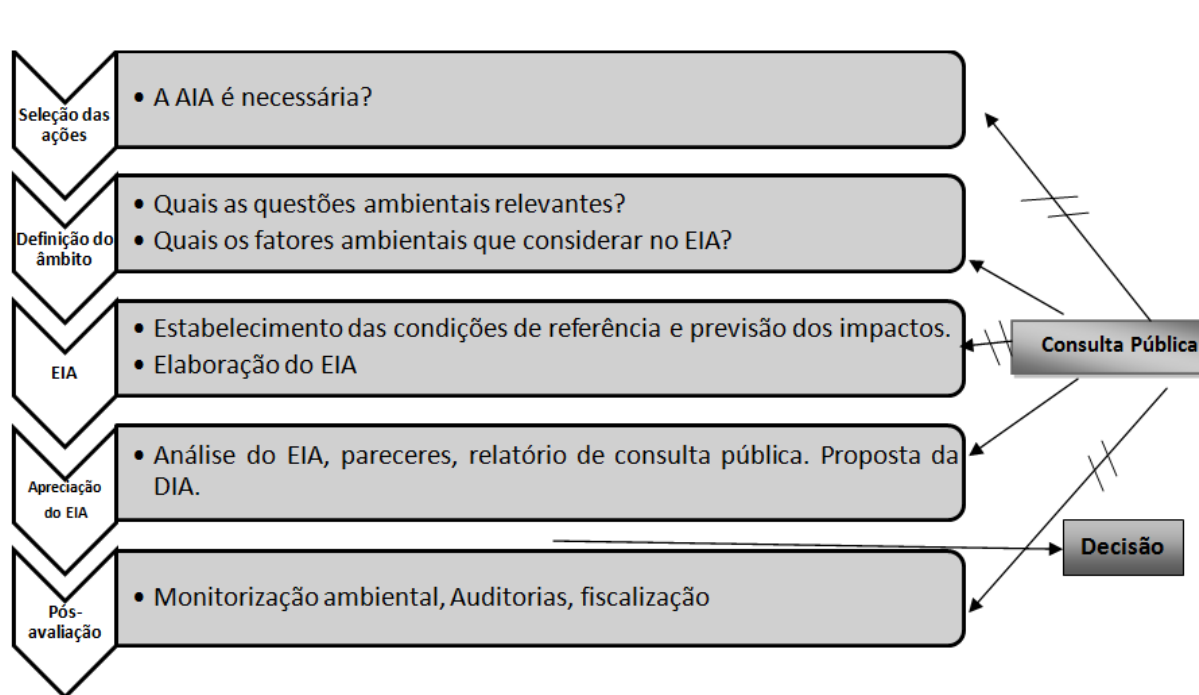 Seleção das
ações
• A AIA é necessária?
Definição do
âmbito
• Quais as questões ambientais relevantes?
• Quais os fatores ambientais que considerar no EIA?
EIA
• Estabelecimento das condições de referência e previsão dos impactos.
• Elaboração do EIA
Consulta Pública
Apreciação
do EIA
• Análise do EIA, pareceres, relatório de consulta pública. Proposta da
DIA.
Decisão
Pós-
avaliação
• Monitorização ambiental, Auditorias, fiscalização